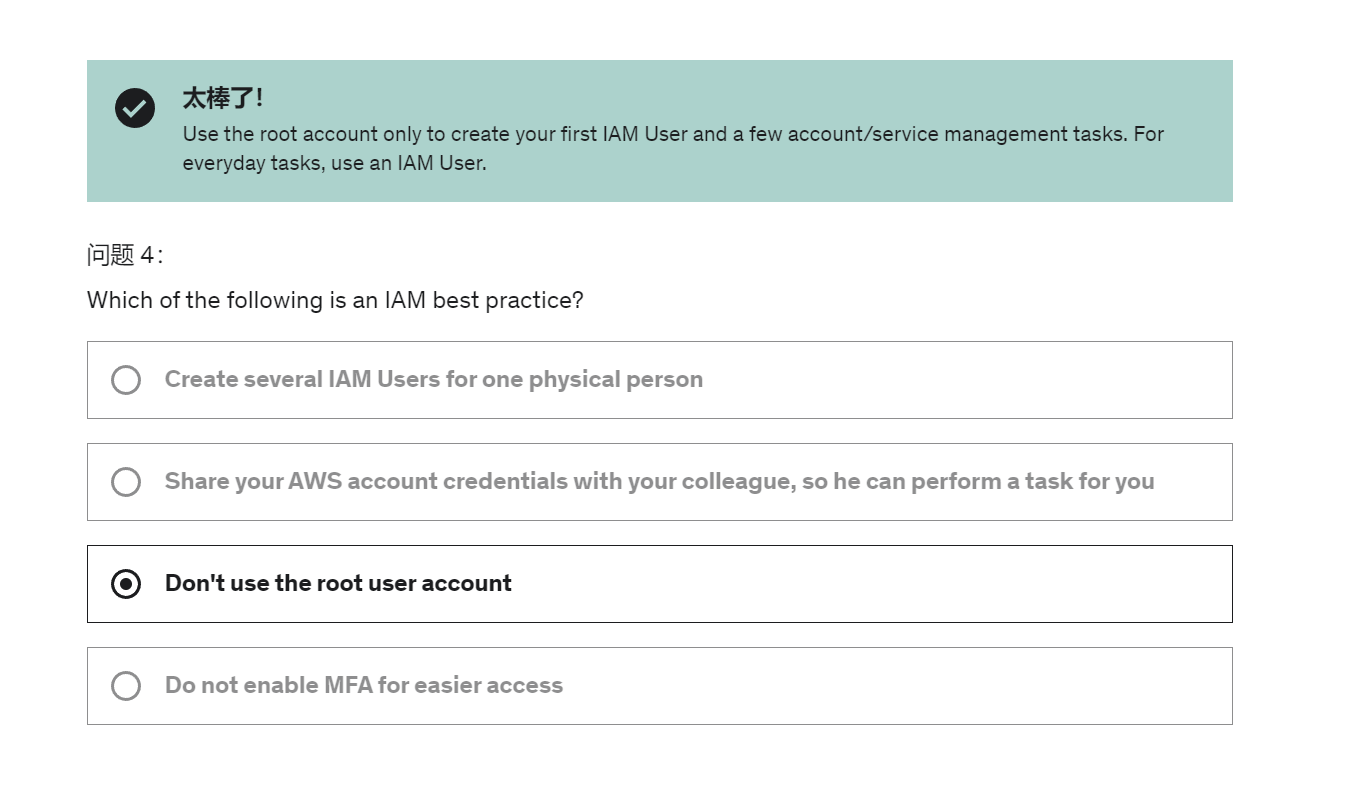 太棒了!
Use the root account only to create your first IAM User and a few account/service management tasks. For
everyday tasks, use an IAM User.
问题 4：
Which of the following is an IAM best practice?
Create several IAM Users for one physical person
Share your AWS account credentials with your colleague, so he can perform a task for you
Don't use the root user account
Do not enable MFA for easier access